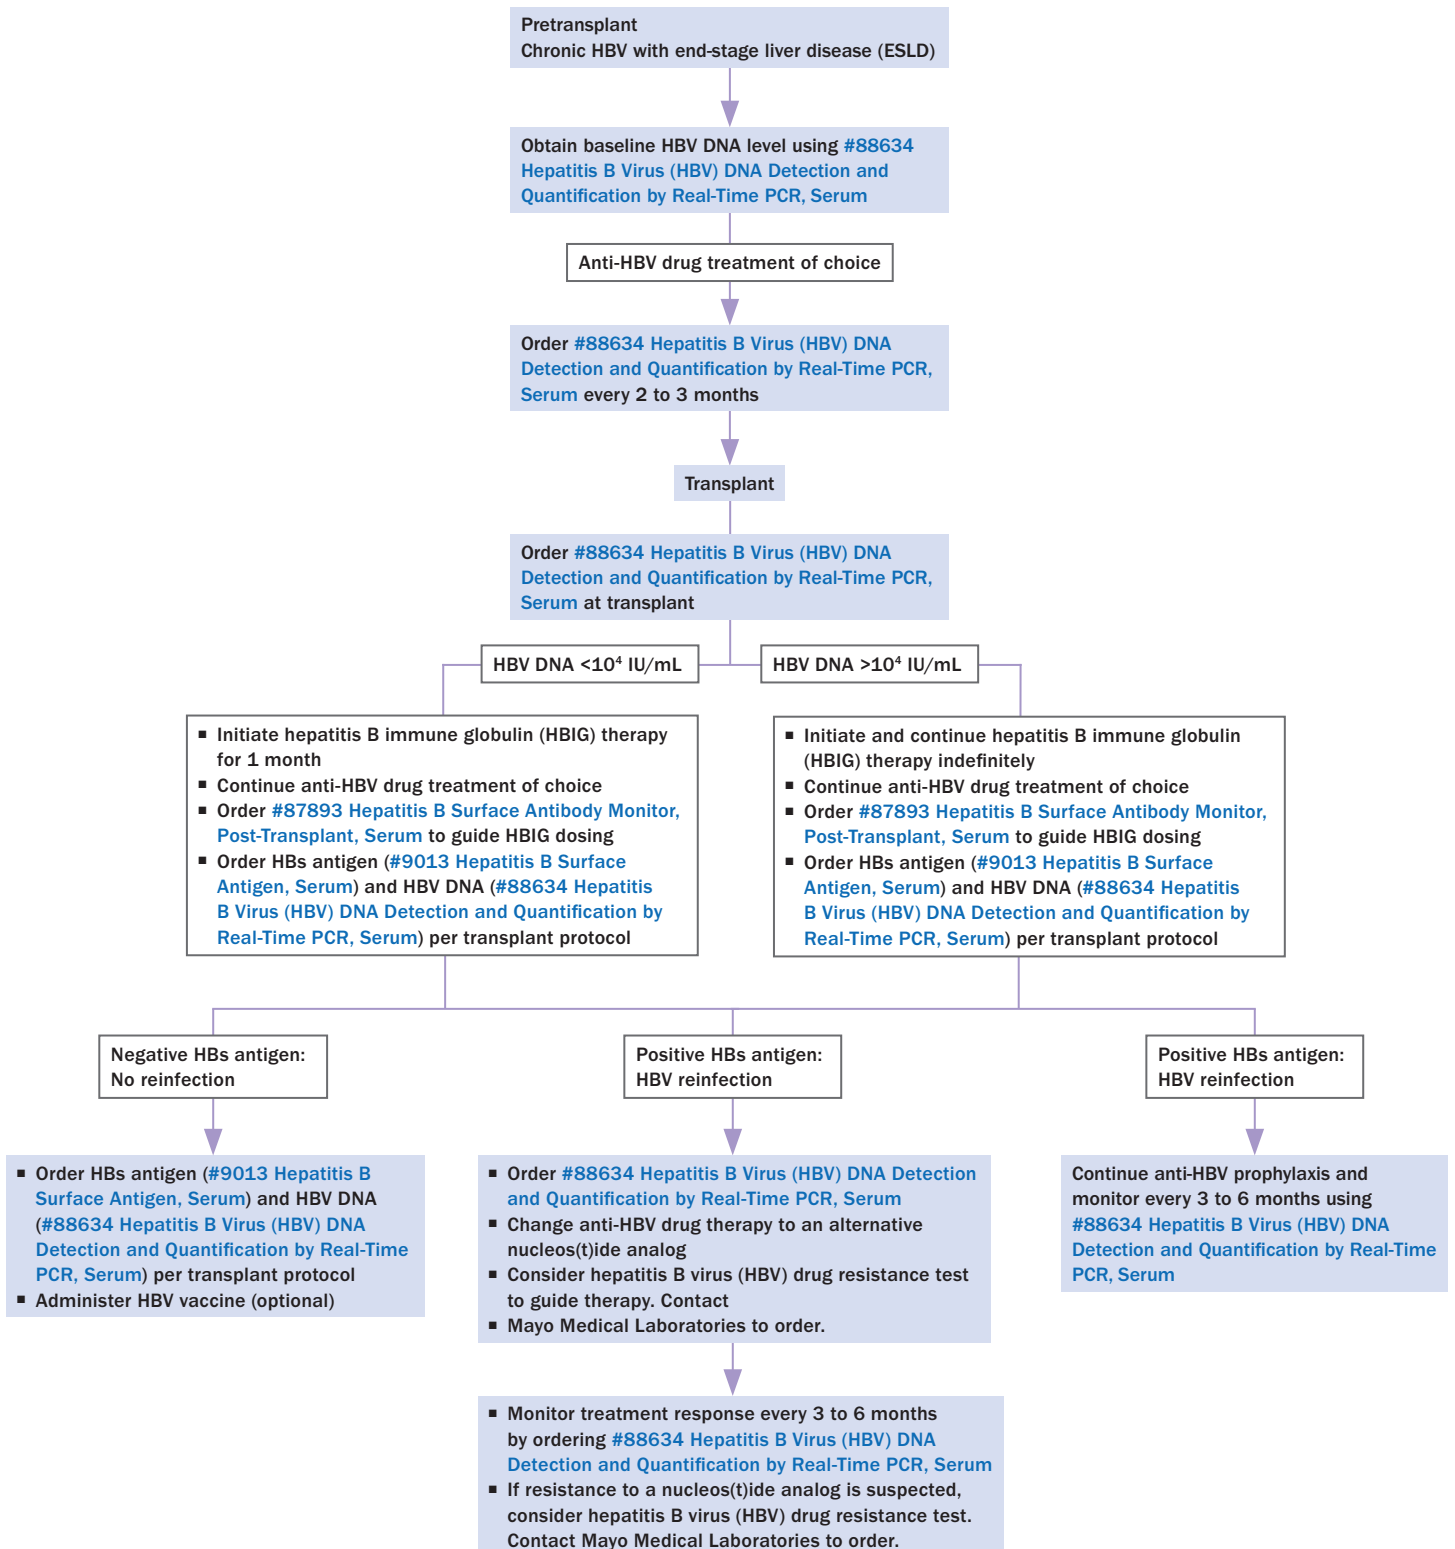 Pretransplant
Chronic HBV with end-stage liver disease (ESLD)
Obtain baseline HBV DNA level using #88634
Hepatitis B Virus (HBV) DNA Detection and
Quantification by Real-Time PCR, Serum
Anti-HBV drug treatment of choice
Order #88634 Hepatitis B Virus (HBV) DNA
Detection and Quantification by Real-Time PCR,
Serum every 2 to 3 months
Transplant
Order #88634 Hepatitis B Virus (HBV) DNA
Detection and Quantification by Real-Time PCR,
Serum at transplant
HBV DNA <10⁴ IU/mL
HBV DNA >10⁴ IU/mL
▪ Initiate hepatitis B immune globulin (HBIG) therapy
for 1 month
▪ Continue anti-HBV drug treatment of choice
▪ Order #87893 Hepatitis B Surface Antibody Monitor,
Post-Transplant, Serum to guide HBIG dosing
▪ Order HBs antigen (#9013 Hepatitis B Surface
Antigen, Serum) and HBV DNA (#88634 Hepatitis
B Virus (HBV) DNA Detection and Quantification by
Real-Time PCR, Serum) per transplant protocol
▪ Initiate and continue hepatitis B immune globulin
(HBIG) therapy indefinitely
▪ Continue anti-HBV drug treatment of choice
▪ Order #87893 Hepatitis B Surface Antibody Monitor,
Post-Transplant, Serum to guide HBIG dosing
▪ Order HBs antigen (#9013 Hepatitis B Surface
Antigen, Serum) and HBV DNA (#88634 Hepatitis
B Virus (HBV) DNA Detection and Quantification by
Real-Time PCR, Serum) per transplant protocol
Negative HBs antigen:
No reinfection
Positive HBs antigen:
HBV reinfection
Positive HBs antigen:
HBV reinfection
▪ Order HBs antigen (#9013 Hepatitis B
Surface Antigen, Serum) and HBV DNA
(#88634 Hepatitis B Virus (HBV) DNA
Detection and Quantification by Real-Time
PCR, Serum) per transplant protocol
▪ Administer HBV vaccine (optional)
▪ Order #88634 Hepatitis B Virus (HBV) DNA Detection
and Quantification by Real-Time PCR, Serum
▪ Change anti-HBV drug therapy to an alternative
nucleos(t)ide analog
▪ Consider hepatitis B virus (HBV) drug resistance test
to guide therapy. Contact
▪ Mayo Medical Laboratories to order.
Continue anti-HBV prophylaxis and
monitor every 3 to 6 months using
#88634 Hepatitis B Virus (HBV) DNA
Detection and Quantification by Real-Time
PCR, Serum
▪ Monitor treatment response every 3 to 6 months
by ordering #88634 Hepatitis B Virus (HBV) DNA
Detection and Quantification by Real-Time PCR, Serum
▪ If resistance to a nucleos(t)ide analog is suspected,
consider hepatitis B virus (HBV) drug resistance test.
Contact Mayo Medical Laboratories to order.